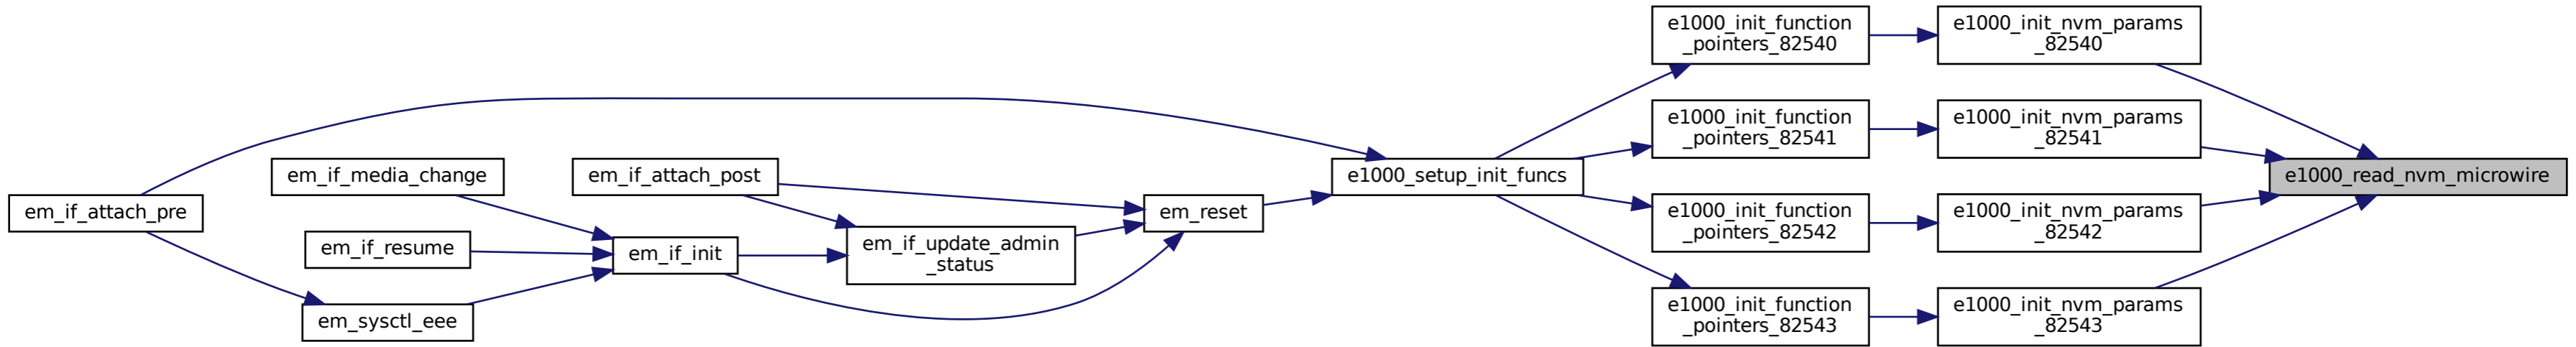 em_if_attach_pre
em_if_media_change
em_if_resume
em_sysctl_eee
em_if_attach_post
em_if_init
em_if_update_admin
_status
em_reset
e1000_setup_init_funcs
e1000_init_function
_pointers_82540
e1000_init_function
_pointers_82541
e1000_init_function
_pointers_82542
e1000_init_function
_pointers_82543
e1000_init_nvm_params
_82540
e1000_init_nvm_params
_82541
e1000_init_nvm_params
_82542
e1000_init_nvm_params
_82543
e1000_read_nvm_microwire